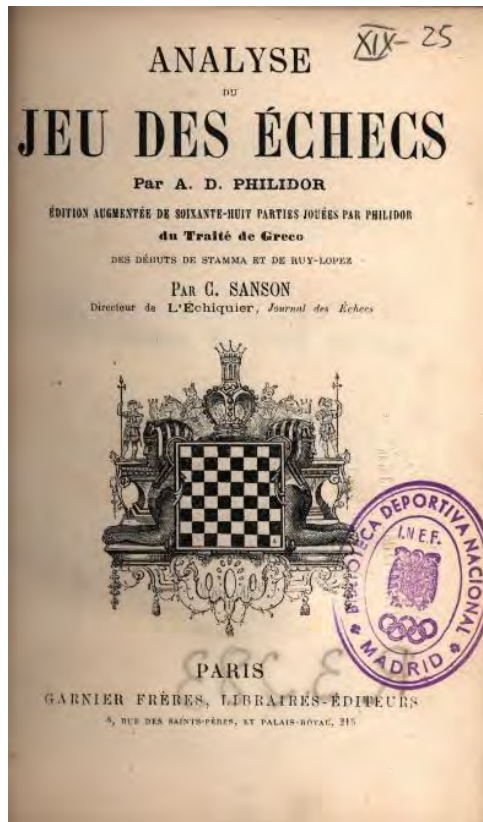 XIX- 25
ANALYSE
DU
JEU DES ÉCHECS
Par A. D. PHILIDOR
ÉDITION AUGMENTÉE DE SOIXANTE-HUIT PARTIES JOUÉES PAR PHILIDOR
du Traité de Greco
DES DÉBUTS DE STAMMA ET DE RUY-LOPEZ
PAR C. SANSON
Directeur de L'Échiquier, Journal des Échecs
BIBLIOTECA DEPORTIVA NACIONAL
I.N.E.F.
MADRID
PARIS
GARNIER FRÈRES, LIBRAIRES-ÉDITEURS
6, RUE DES SAINTS-PÈRES, ET PALAIS-ROYAL, 215